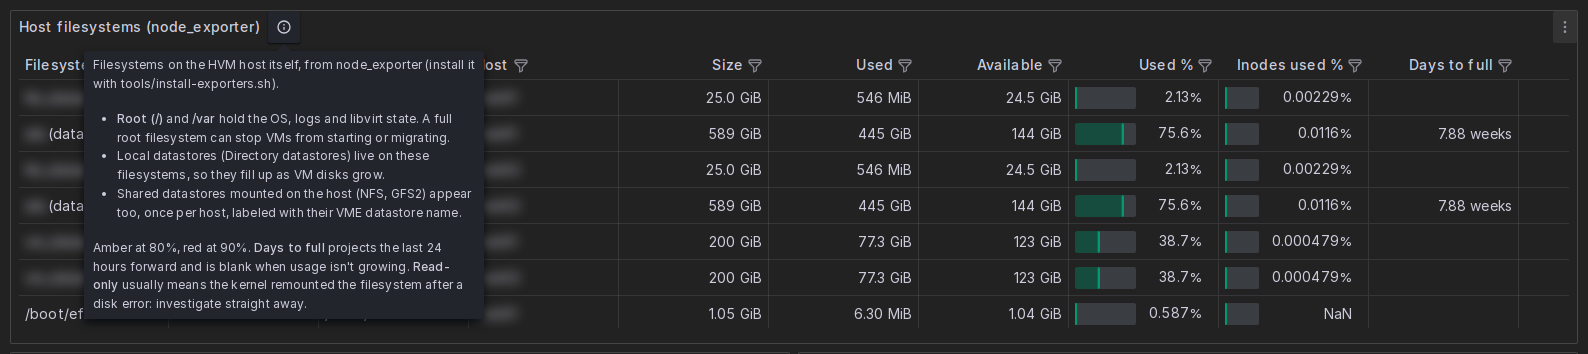 Host filesystems (node_exporter)
Size Used Available Used % Inodes used % Days to full
Filesystems on the HVM host itself, from node_exporter (install it
with tools/install-exporters.sh).
• Root (/) and /var hold the OS, logs and libvirt state. A full
root filesystem can stop VMs from starting or migrating.
• Local datastores (Directory datastores) live on these
filesystems, so they fill up as VM disks grow.
• Shared datastores mounted on the host (NFS, GFS2) appear
too, once per host, labeled with their VME datastore name.
Amber at 80%, red at 90%. Days to full projects the last 24
hours forward and is blank when usage isn't growing. Read-
only usually means the kernel remounted the filesystem after a
disk error: investigate straight away.
25.0 GiB 546 MiB 24.5 GiB 2.13% 0.00229%
589 GiB 445 GiB 144 GiB 75.6% 0.0116% 7.88 weeks
25.0 GiB 546 MiB 24.5 GiB 2.13% 0.00229%
589 GiB 445 GiB 144 GiB 75.6% 0.0116% 7.88 weeks
200 GiB 77.3 GiB 123 GiB 38.7% 0.000479%
200 GiB 77.3 GiB 123 GiB 38.7% 0.000479%
1.05 GiB 6.30 MiB 1.04 GiB 0.587% NaN